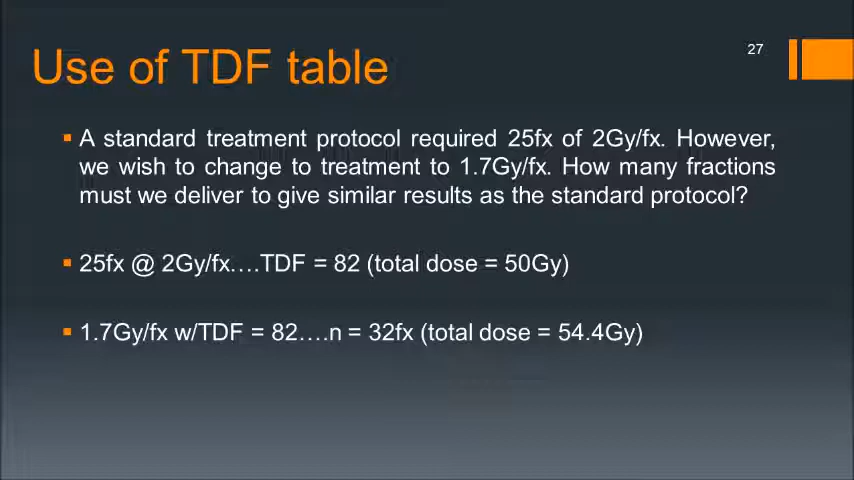 27
Use of TDF table
▪ A standard treatment protocol required 25fx of 2Gy/fx. However,
we wish to change to treatment to 1.7Gy/fx. How many fractions
must we deliver to give similar results as the standard protocol?
▪ 25fx @ 2Gy/fx….TDF = 82 (total dose = 50Gy)
▪ 1.7Gy/fx w/TDF = 82….n = 32fx (total dose = 54.4Gy)